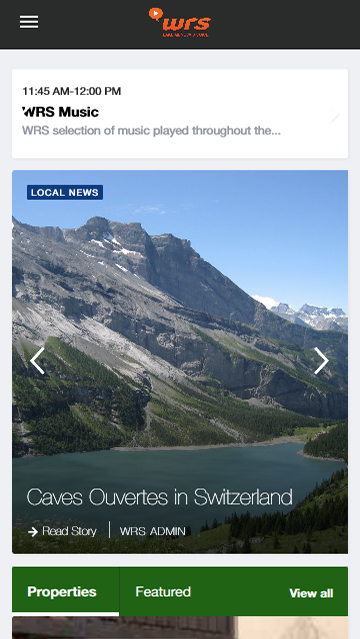 wrs
11:45 AM-12:00 PM
WRS Music
WRS selection of music played throughout the...
LOCAL NEWS
Caves Ouvertes in Switzerland
Read Story WRS ADMIN
Properties Featured View all